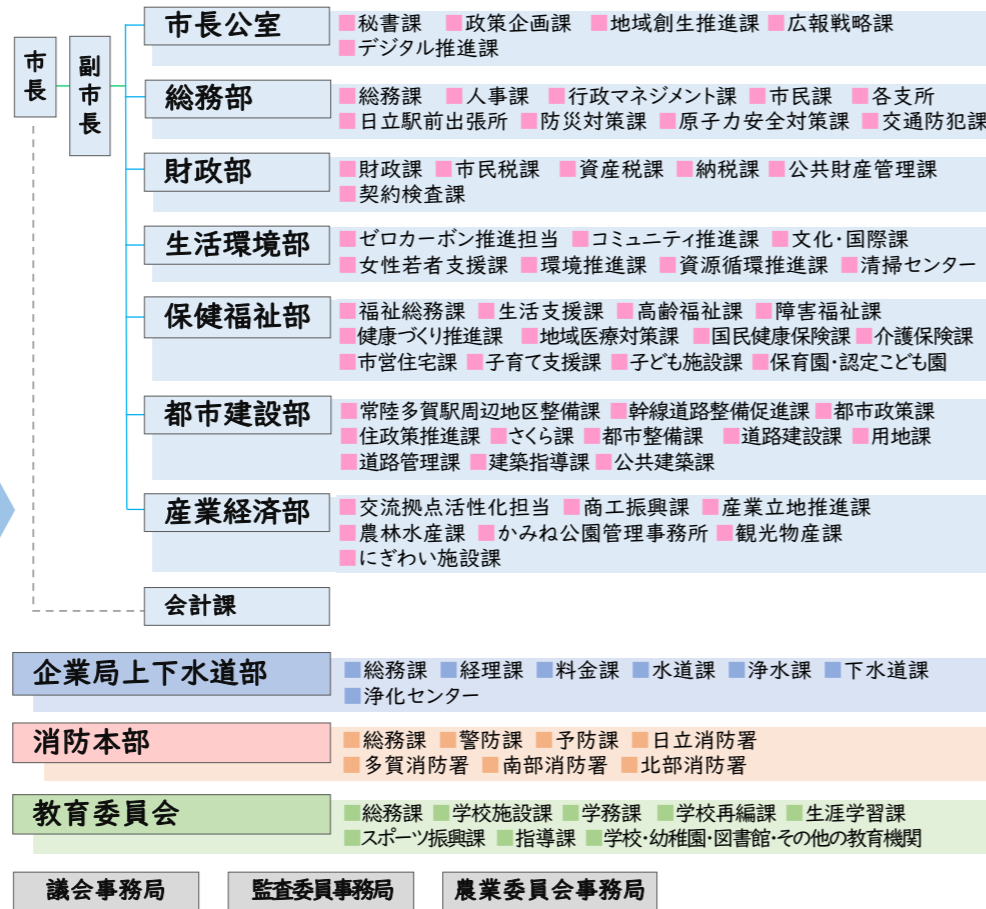 市長
副市長
市長公室
■秘書課 ■政策企画課 ■地域創生推進課 ■広報戦略課
■デジタル推進課
総務部
■総務課 ■人事課 ■行政マネジメント課 ■市民課 ■各支所
■日立駅前出張所 ■防災対策課 ■原子力安全対策課 ■交通防犯課
財政部
■財政課 ■市民税課 ■資産税課 ■納税課 ■公共財産管理課
■契約検査課
生活環境部
■ゼロカーボン推進担当 ■コミュニティ推進課 ■文化・国際課
■女性若者支援課 ■環境推進課 ■資源循環推進課 ■清掃センター
保健福祉部
■福祉総務課 ■生活支援課 ■高齢福祉課 ■障害福祉課
■健康づくり推進課 ■地域医療対策課 ■国民健康保険課 ■介護保険課
■市営住宅課 ■子育て支援課 ■子ども施設課 ■保育園・認定こども園
都市建設部
■常陸多賀駅周辺地区整備課 ■幹線道路整備促進課 ■都市政策課
■住政策推進課 ■さくら課 ■都市整備課 ■道路建設課 ■用地課
■道路管理課 ■建築指導課 ■公共建築課
産業経済部
■交流拠点活性化担当 ■商工振興課 ■産業立地推進課
■農林水産課 ■かみね公園管理事務所 ■観光物産課
■にぎわい施設課
会計課
企業局上下水道部
■総務課 ■経理課 ■料金課 ■水道課 ■浄水課 ■下水道課
■浄化センター
消防本部
■総務課 ■警防課 ■予防課 ■日立消防署
■多賀消防署 ■南部消防署 ■北部消防署
教育委員会
■総務課 ■学校施設課 ■学務課 ■学校再編課 ■生涯学習課
■スポーツ振興課 ■指導課 ■学校・幼稚園・図書館・その他の教育機関
議会事務局 監査委員事務局 農業委員会事務局